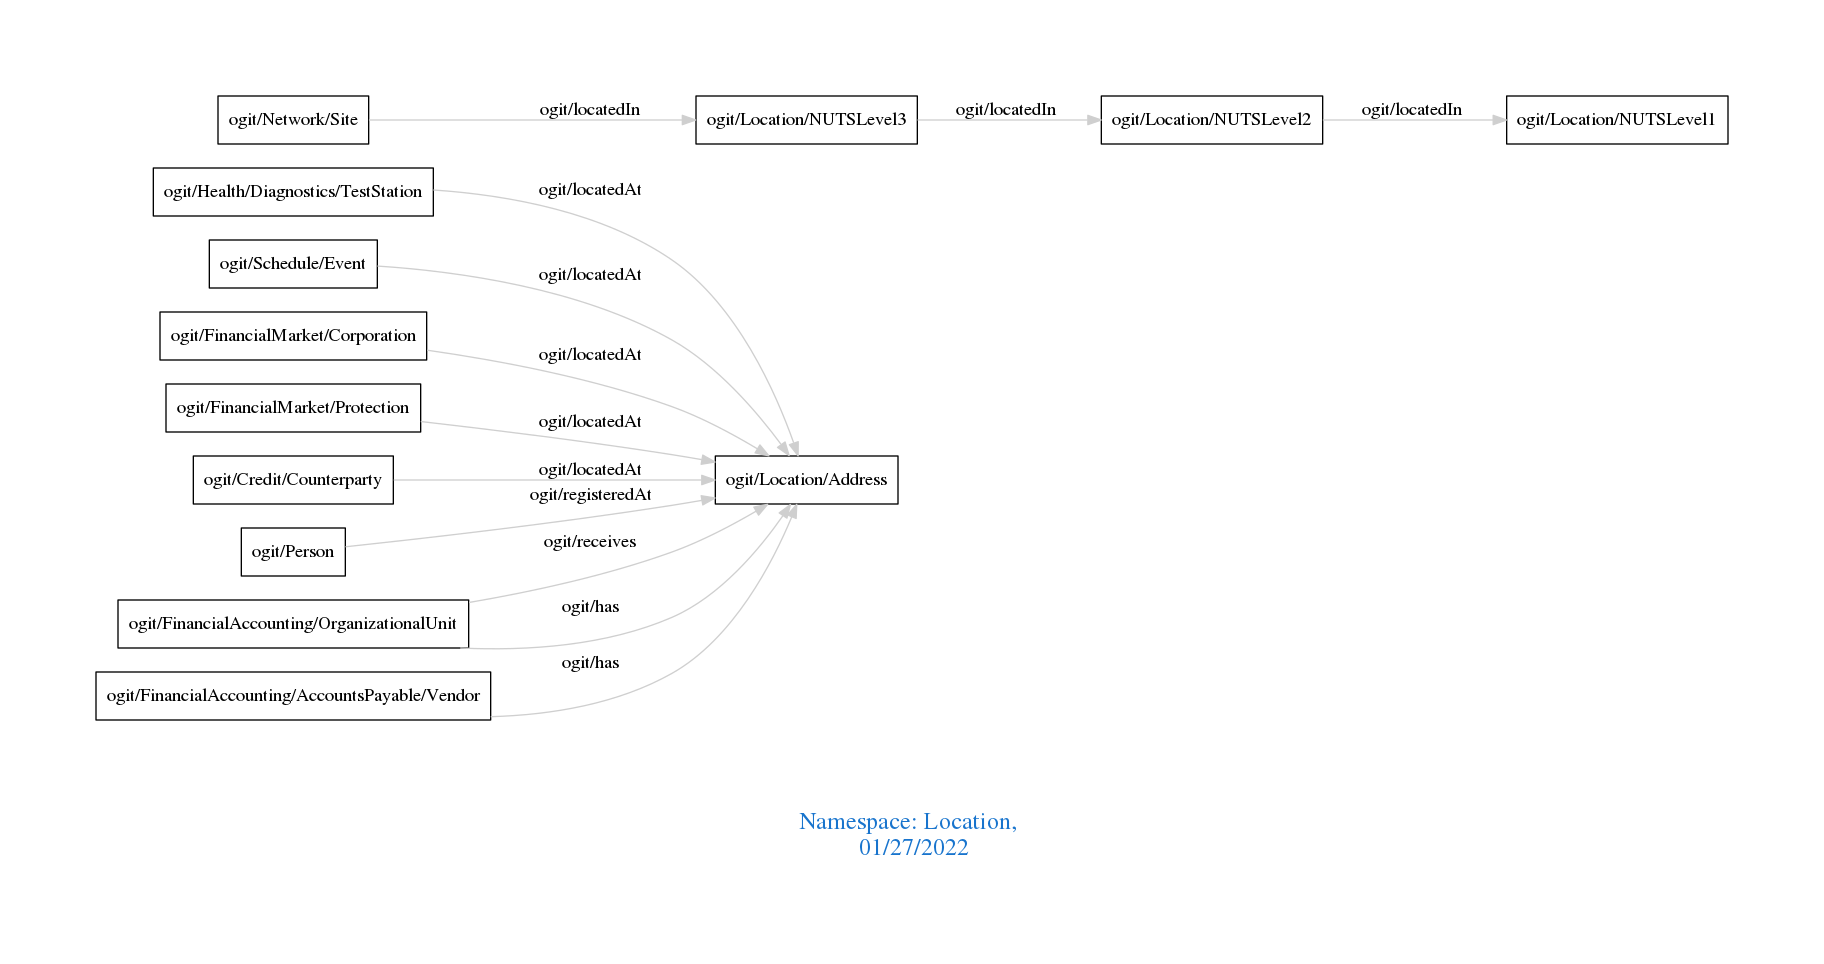 ogit/Network/Site
ogit/locatedIn
ogit/Location/NUTSLevel3
ogit/locatedIn
ogit/Location/NUTSLevel2
ogit/locatedIn
ogit/Location/NUTSLevel1
ogit/Health/Diagnostics/TestStation
ogit/locatedAt
ogit/Schedule/Event
ogit/locatedAt
ogit/FinancialMarket/Corporation
ogit/locatedAt
ogit/FinancialMarket/Protection
ogit/locatedAt
ogit/Credit/Counterparty
ogit/locatedAt
ogit/Location/Address
ogit/registeredAt
ogit/Person
ogit/receives
ogit/FinancialAccounting/OrganizationalUnit
ogit/has
ogit/has
ogit/FinancialAccounting/AccountsPayable/Vendor
Namespace: Location,
01/27/2022